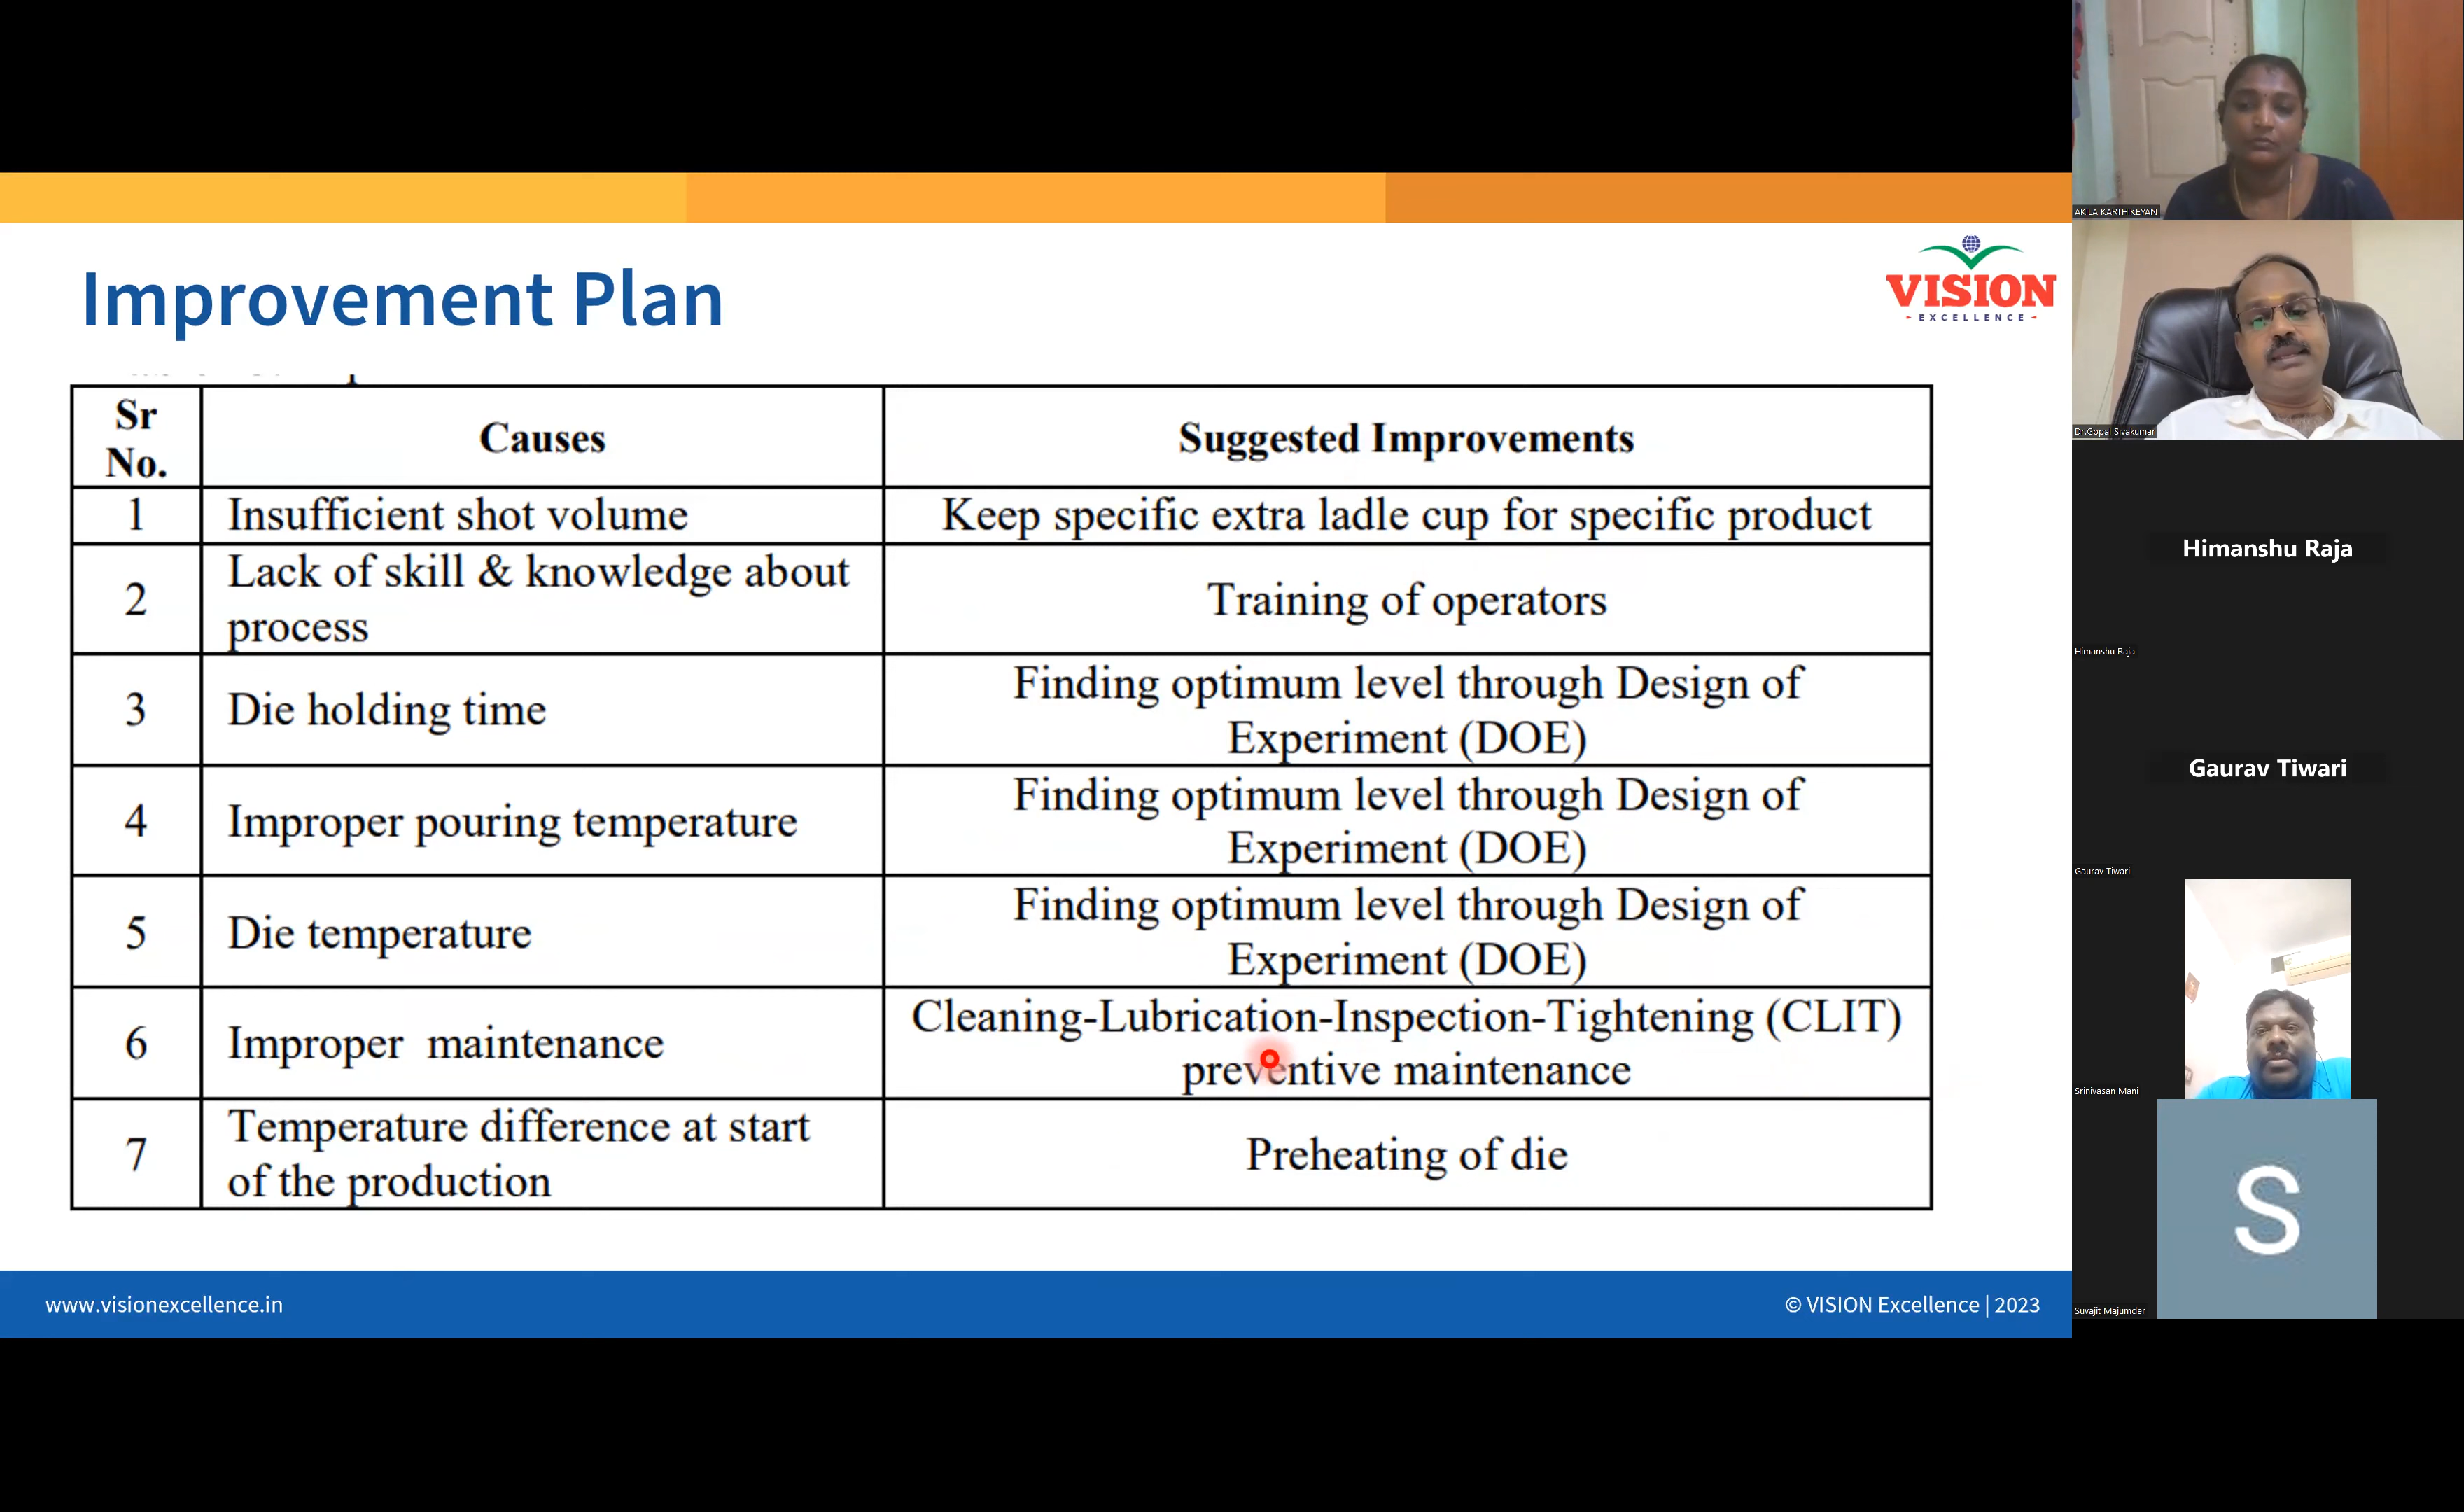 Improvement Plan
VISION
EXCELLENCE
Sr
No.
Causes
Suggested Improvements
1
Insufficient shot volume
Keep specific extra ladle cup for specific product
2
Lack of skill & knowledge about
process
Training of operators
3
Die holding time
Finding optimum level through Design of
Experiment (DOE)
4
Improper pouring temperature
Finding optimum level through Design of
Experiment (DOE)
5
Die temperature
Finding optimum level through Design of
Experiment (DOE)
6
Improper maintenance
Cleaning-Lubrication-Inspection-Tightening (CLIT)
preventive maintenance
7
Temperature difference at start
of the production
Preheating of die
www.visionexcellence.in
© VISION Excellence | 2023
AKILA KARTHIKEYAN
Dr.Gopal Sivakumar
Himanshu Raja
Himanshu Raja
Gaurav Tiwari
Gaurav Tiwari
Srinivasan Mani
S
Suvajit Majumder